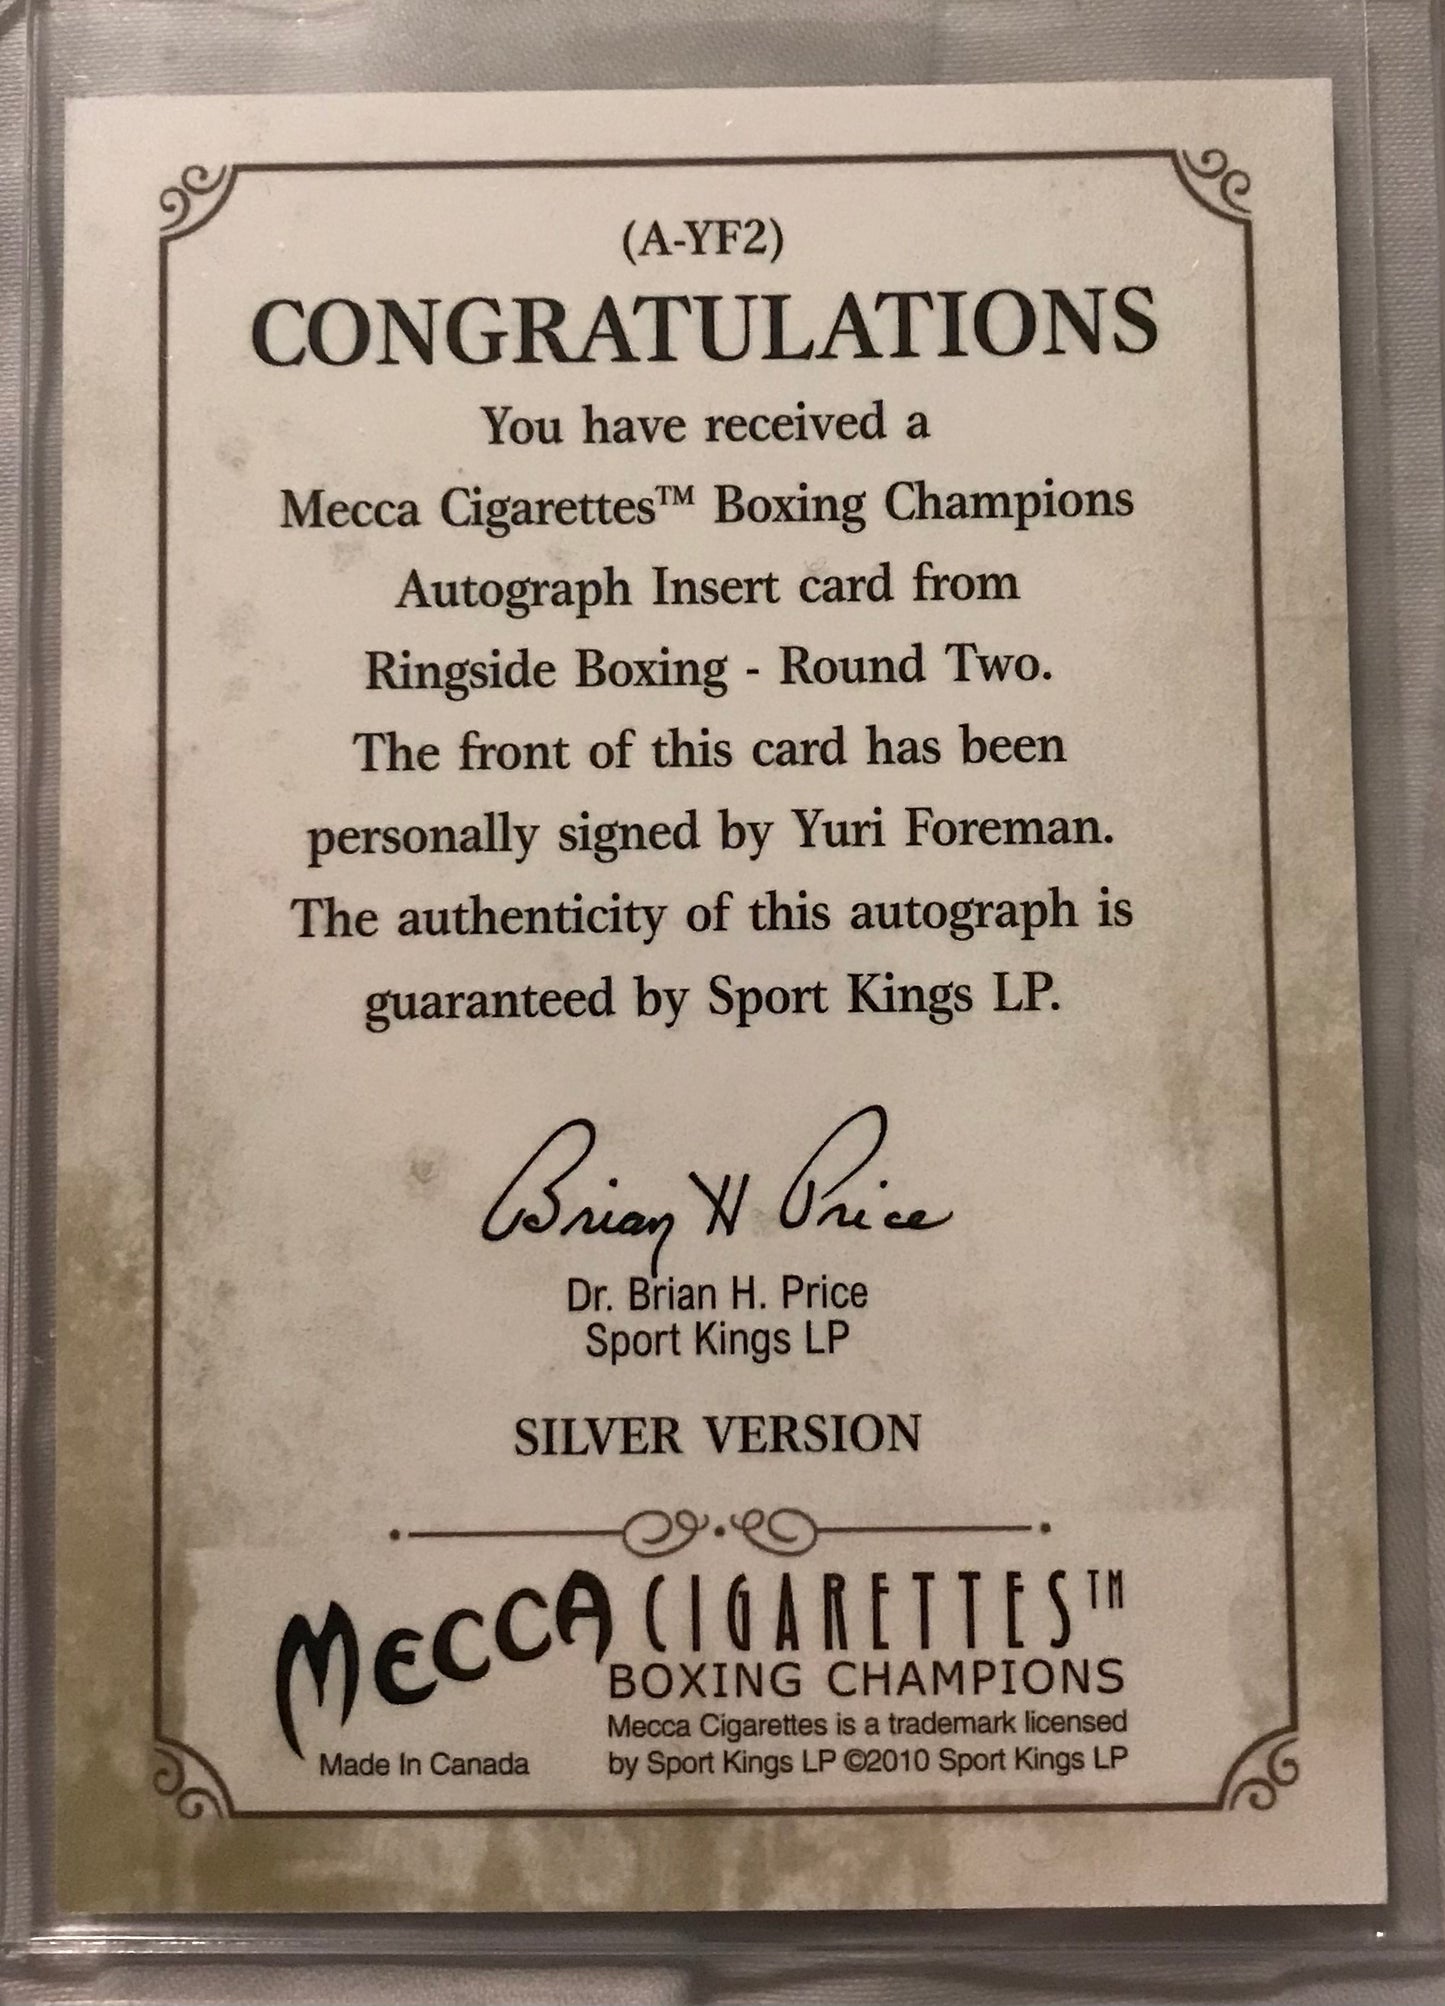 (A-YF2)
CONGRATULATIONS
You have received a
Mecca Cigarettes™ Boxing Champions
Autograph Insert card from
Ringside Boxing - Round Two.
The front of this card has been
personally signed by Yuri Foreman.
The authenticity of this autograph is
guaranteed by Sport Kings LP.
Brian H Price
Dr. Brian H. Price
Sport Kings LP
SILVER VERSION
MECCA CIGARETTES™
BOXING CHAMPIONS
Mecca Cigarettes is a trademark licensed
Made In Canada by Sport Kings LP ©2010 Sport Kings LP